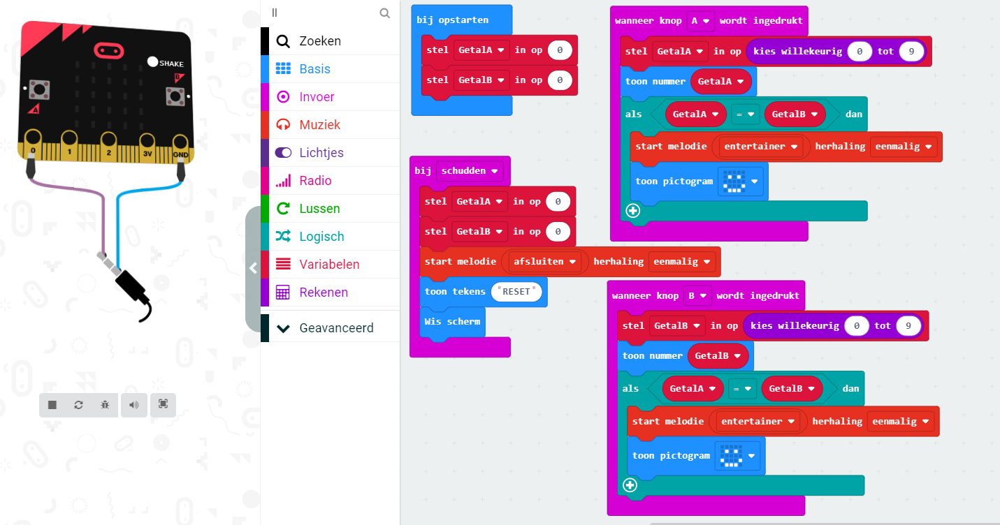 SHAKE
B
A
0 1 2 3V GND
Zoeken
Basis
Invoer
Muziek
Lichtjes
Radio
Lussen
Logisch
Variabelen
Rekenen
Geavanceerd
bij opstarten
stel GetalA in op 0
stel GetalB in op 0
bij schudden
stel GetalA in op 0
stel GetalB in op 0
start melodie afsluiten herhaling eenmalig
toon tekens "RESET"
Wis scherm
wanneer knop A wordt ingedrukt
stel GetalA in op kies willekeurig 0 tot 9
toon nummer GetalA
als GetalA = GetalB dan
start melodie entertainer herhaling eenmalig
toon pictogram
wanneer knop B wordt ingedrukt
stel GetalB in op kies willekeurig 0 tot 9
toon nummer GetalB
als GetalA = GetalB dan
start melodie entertainer herhaling eenmalig
toon pictogram